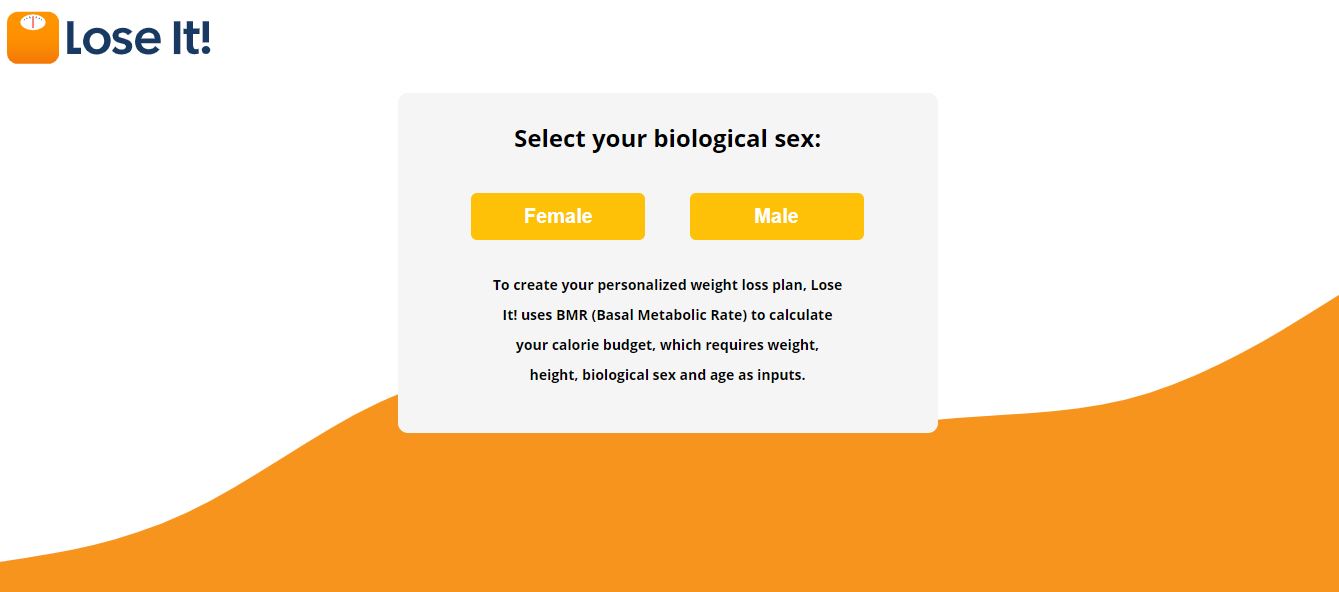 Lose It!
Select your biological sex:
Female
Male
To create your personalized weight loss plan, Lose
It! uses BMR (Basal Metabolic Rate) to calculate
your calorie budget, which requires weight,
height, biological sex and age as inputs.